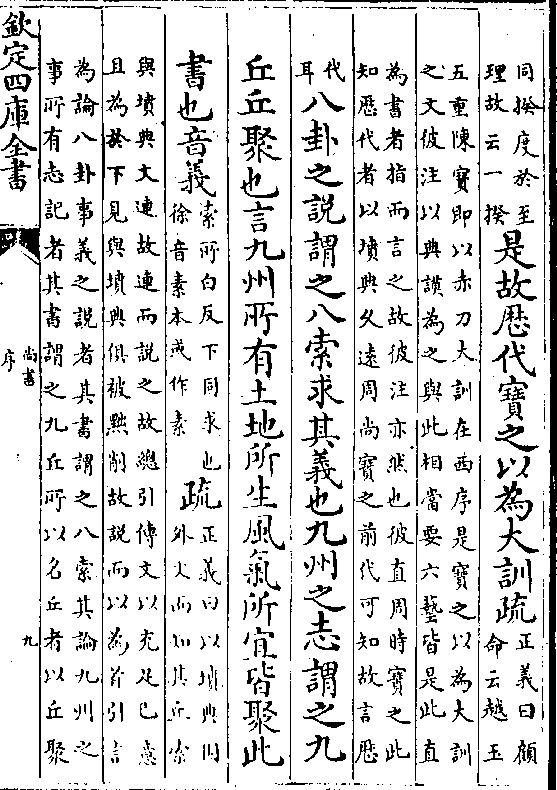 同揆度於至
理故云一揆
是故歴代寶之以為大訓疏
正義曰顧
命云越玉
五重陳寶即以赤刀大訓在西序是寶之以為大訓
之文彼注以典謨為之與此相當要六藝皆是此直
為書者指而言之故彼注亦然也彼直周時寶之此
知歴代者以墳典久遠周尚寶之前代可知故言歴
代
耳
八卦之説謂之八索求其義也九州之志謂之九
丘丘聚也言九州所有土地所生風氣所宜皆聚此
書也音義
索所白反下同求也
徐音素本或作素
疏
正義曰以墳典因
外文而知其丘索
與墳典文連故連而説之故總引傳文以充足已意
且為於下見與墳典俱被黜削故説而以為首引言
為論八卦事義之説者其書謂之八索其論九州之
事所有志記者其書謂之九丘所以名丘者以丘聚
欽定四庫全書
尚書
序
九